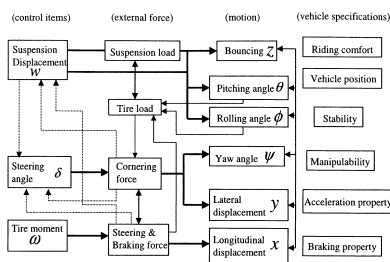 (control items) (external force) (motion) (vehicle specifications)
Suspension Displacement w
Suspension load
Bouncing z
Riding comfort
Pitching angle θ
Vehicle position
Tire load
Rolling angle ϕ
Stability
Steering angle δ
Cornering force
Yaw angle ψ
Manipulability
Lateral displacement y
Acceleration property
Tire moment ω
Steering & Braking force
Longitudinal displacement x
Braking property